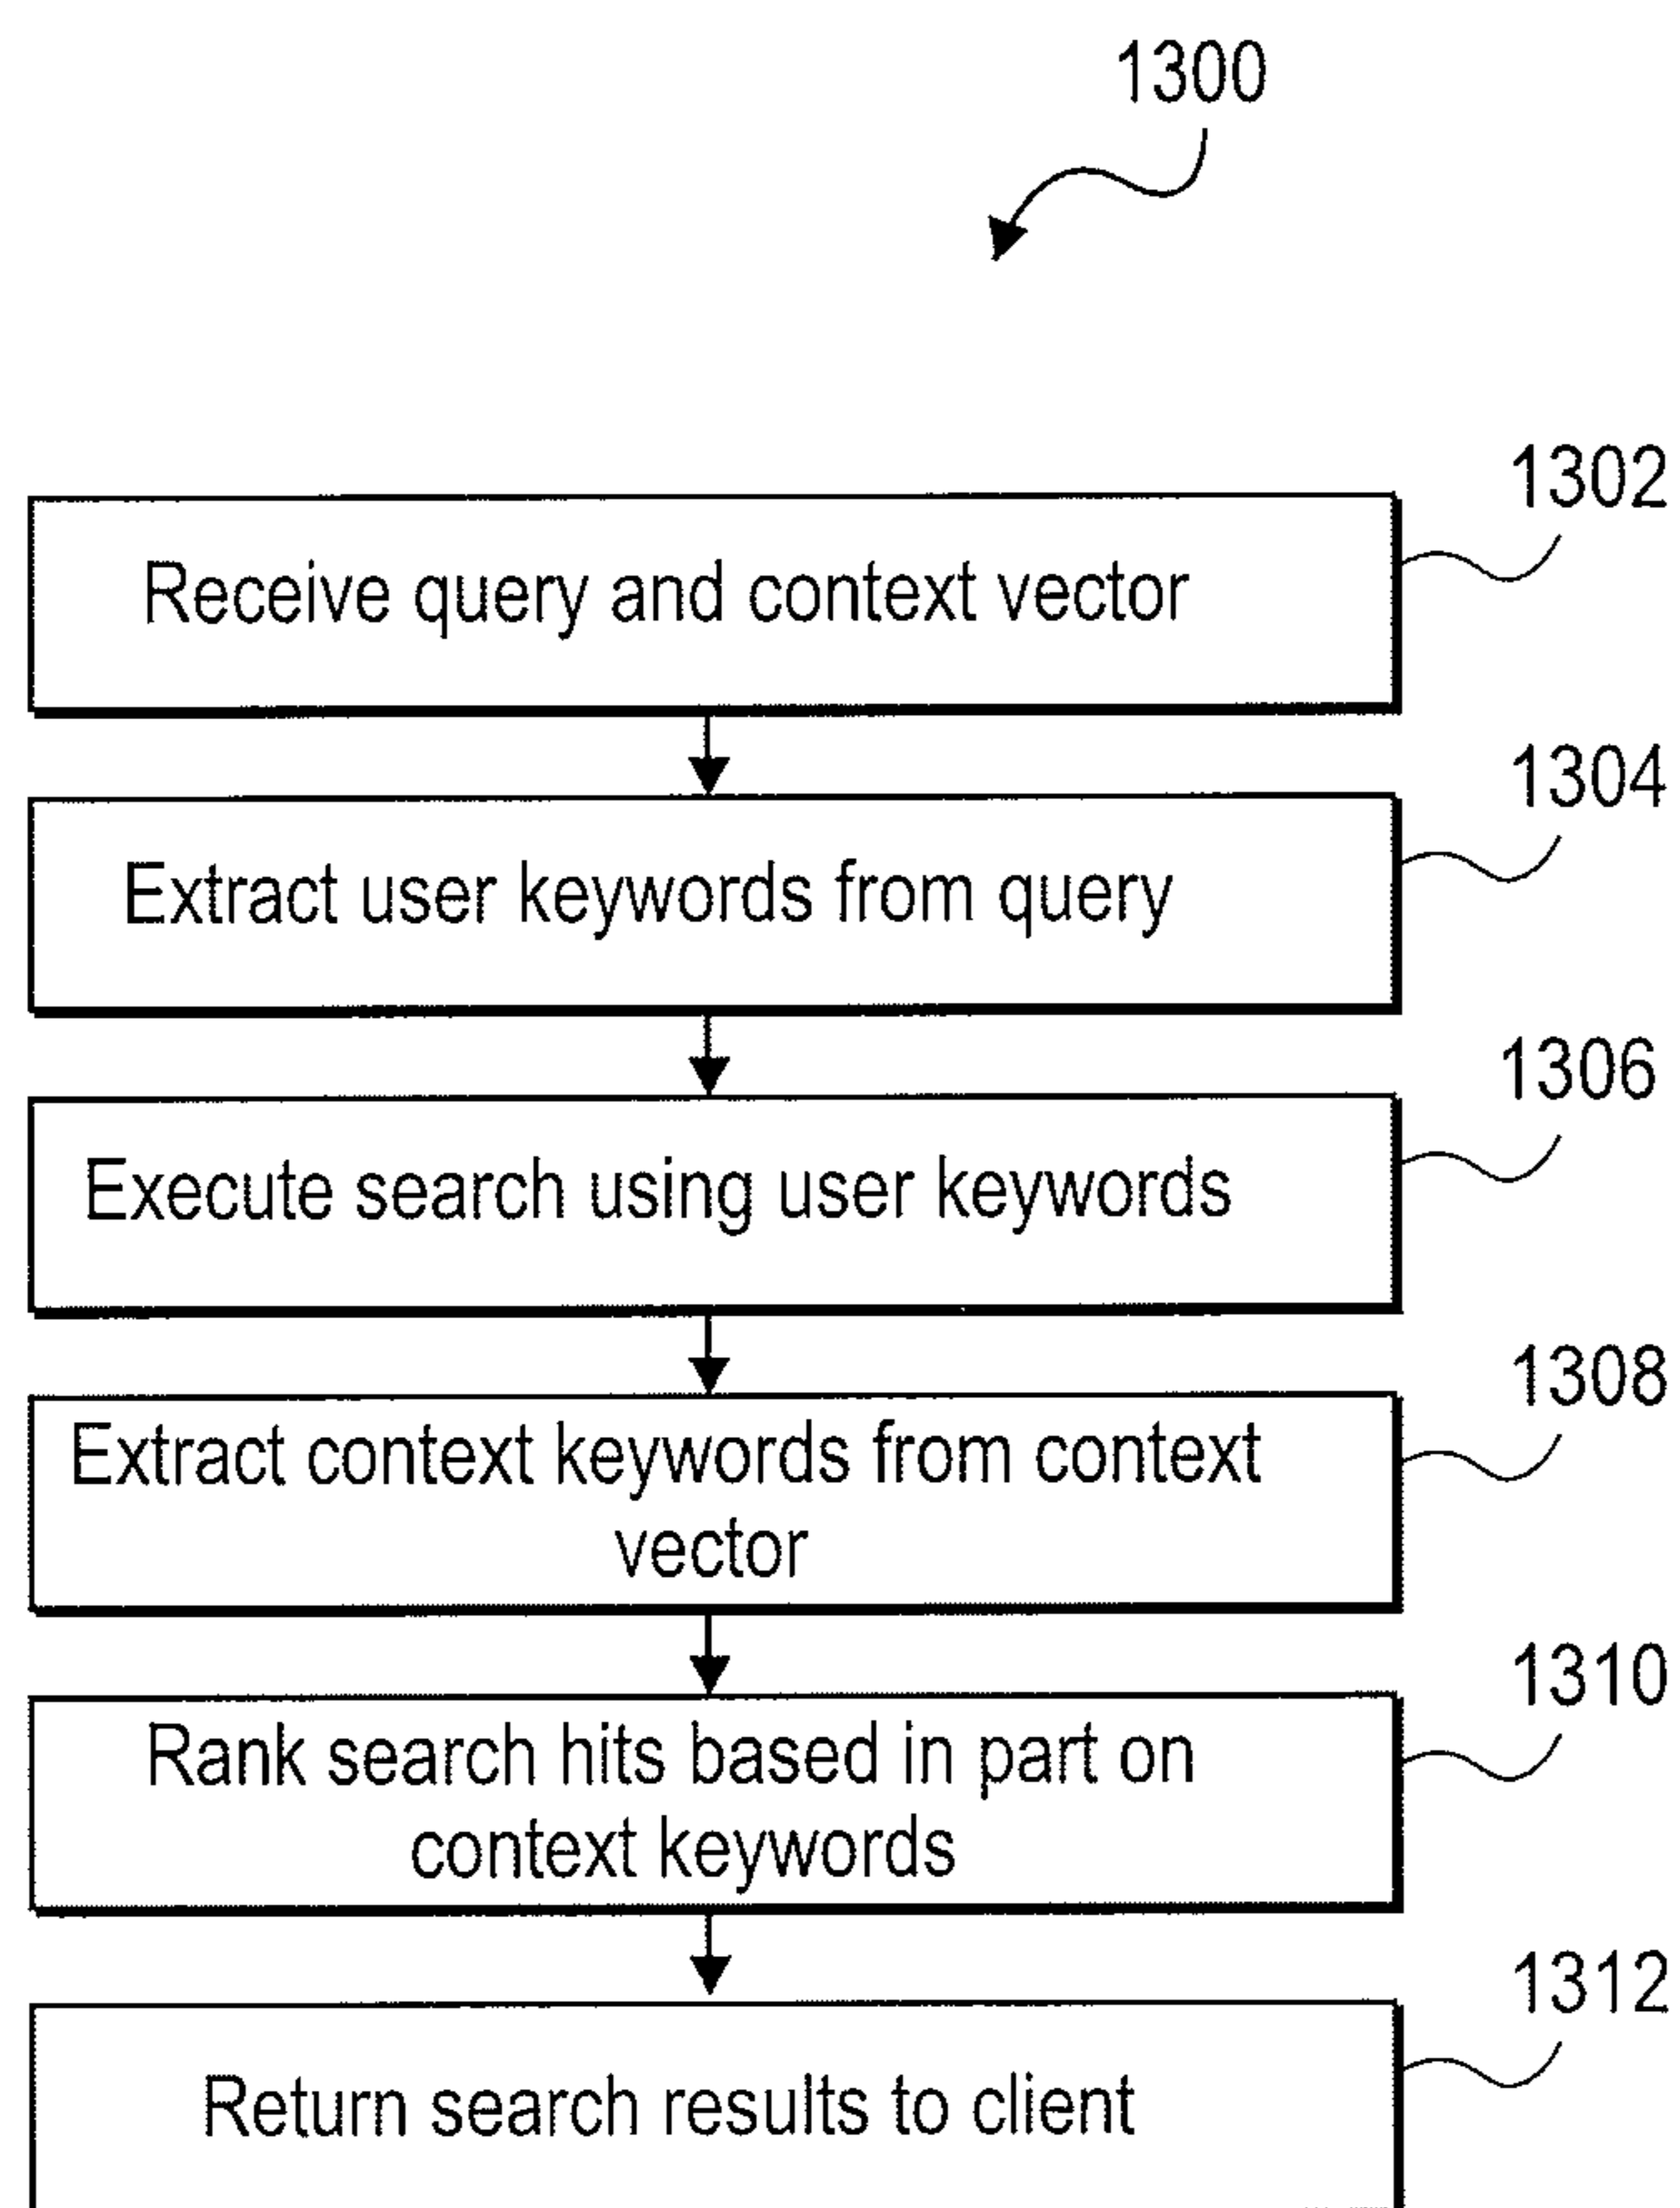 1300
1302
Receive query and context vector
1304
Extract user keywords from query
1306
Execute search using user keywords
1308
Extract context keywords from context
vector
1310
Rank search hits based in part on
context keywords
1312
Return search results to client